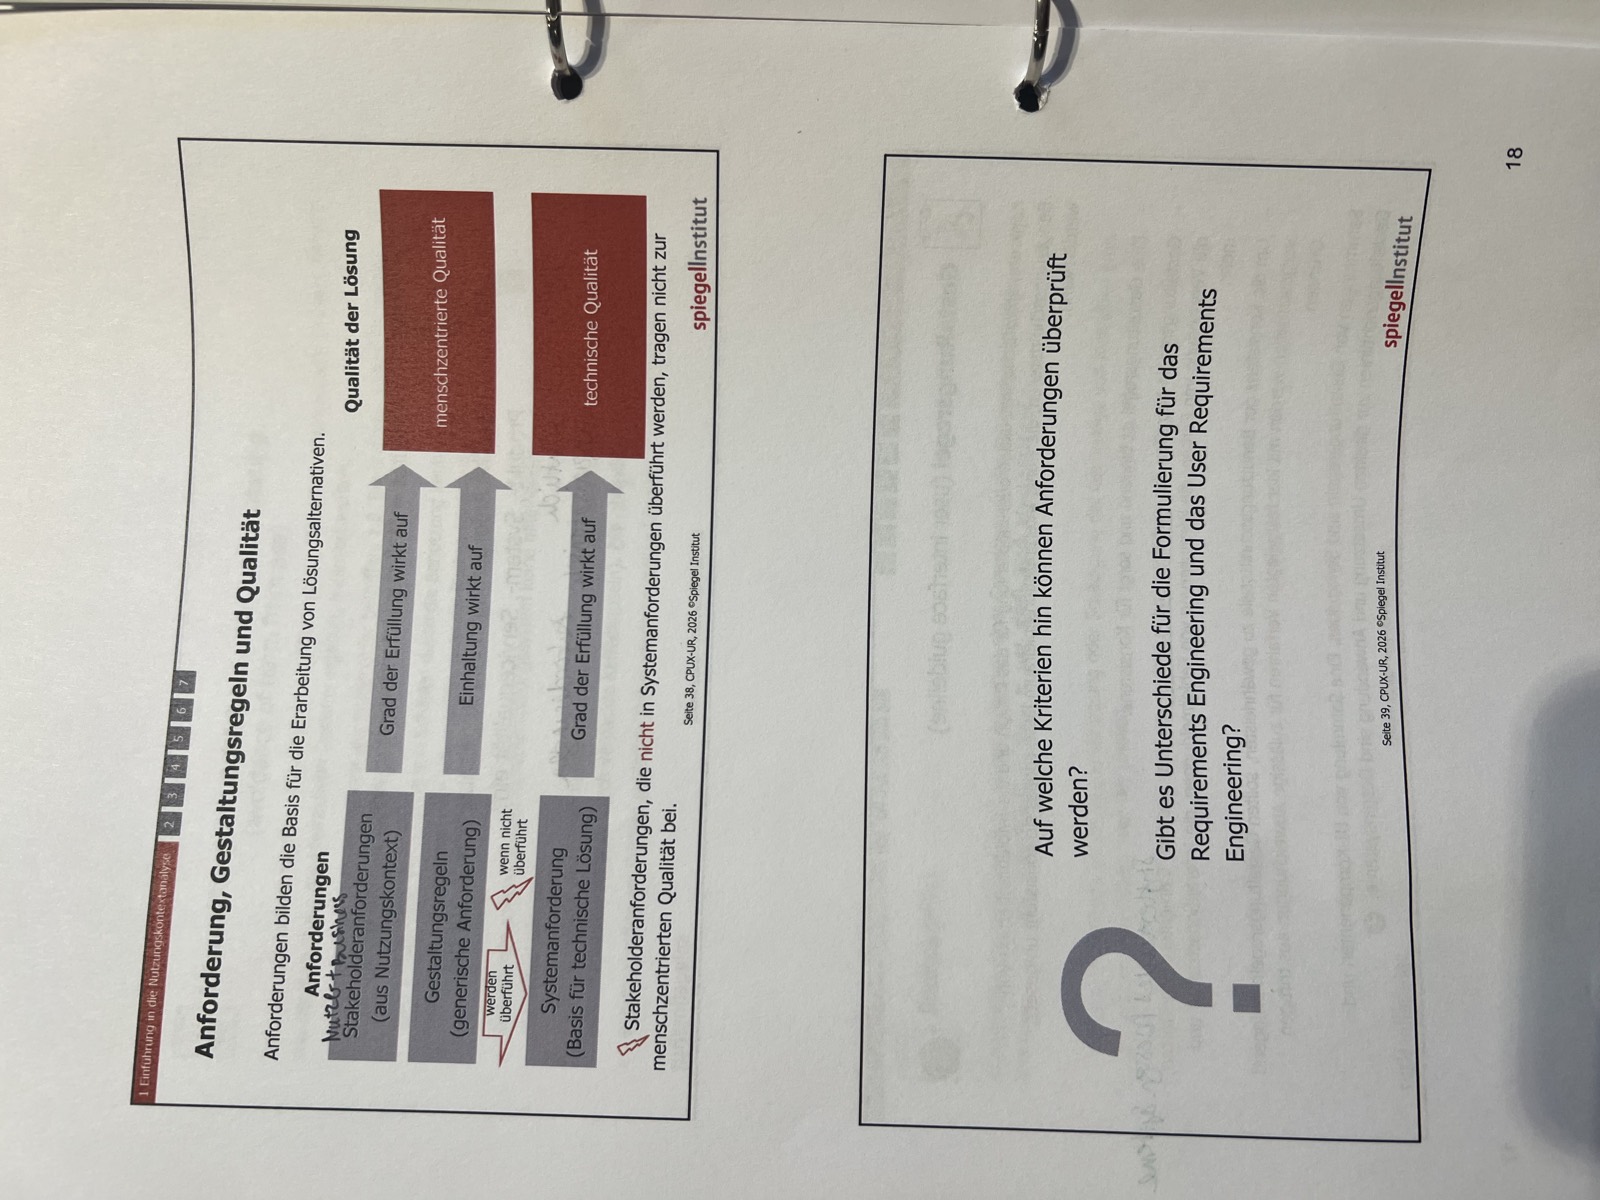 1 Einführung in die Nutzungskontextanalyse 2 3 4 5 6 7
Anforderung, Gestaltungsregeln und Qualität
Anforderungen bilden die Basis für die Erarbeitung von Lösungsalternativen.
Anforderungen
Nutzer + Business
Stakeholderanforderungen
(aus Nutzungskontext)
Grad der Erfüllung wirkt auf
Qualität der Lösung
menschzentrierte Qualität
Gestaltungsregeln
(generische Anforderung)
Einhaltung wirkt auf
werden
überführt
wenn nicht
überführt
Systemanforderung
(Basis für technische Lösung)
Grad der Erfüllung wirkt auf
technische Qualität
Stakeholderanforderungen, die nicht in Systemanforderungen überführt werden, tragen nicht zur
menschzentrierten Qualität bei.
Seite 38, CPUX-UR, 2026 ©Spiegel Institut
spiegelInstitut
?
Auf welche Kriterien hin können Anforderungen überprüft
werden?
Gibt es Unterschiede für die Formulierung für das
Requirements Engineering und das User Requirements
Engineering?
Seite 39, CPUX-UR, 2026 ©Spiegel Institut
spiegelInstitut
18